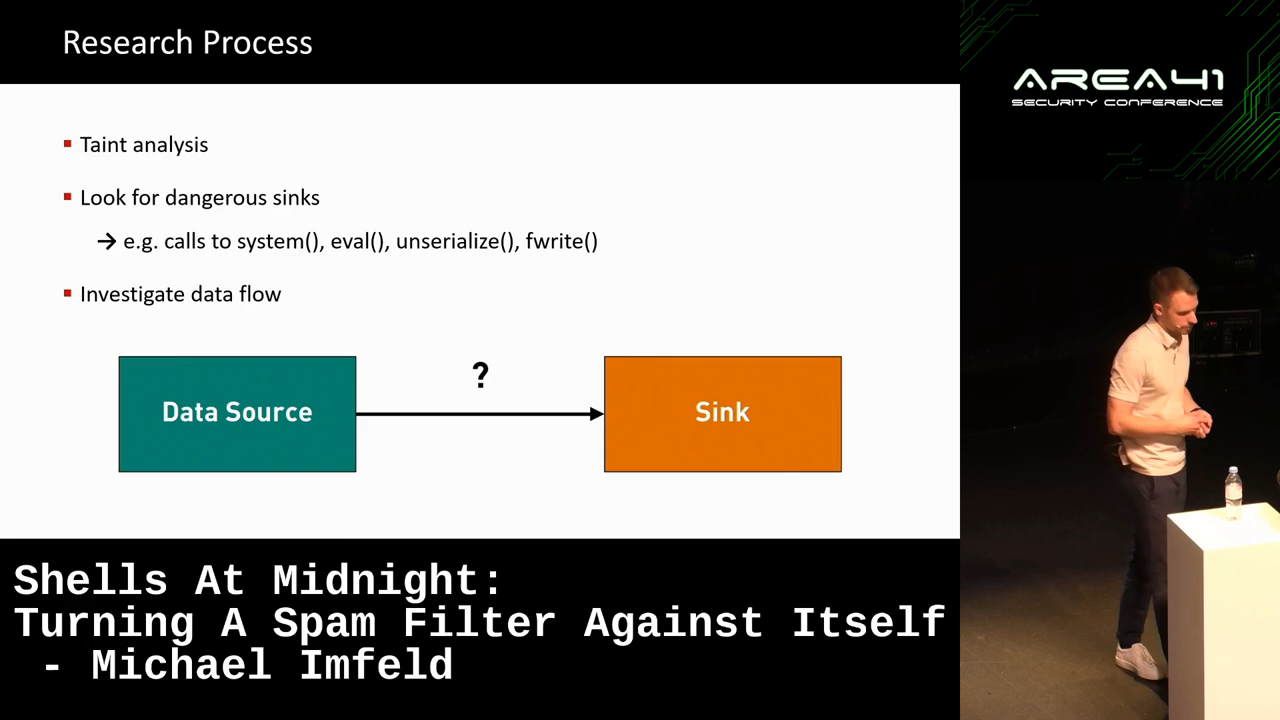 Research Process
▪ Taint analysis
▪ Look for dangerous sinks
→ e.g. calls to system(), eval(), unserialize(), fwrite()
▪ Investigate data flow
?
Data Source
Sink
AREA41
SECURITY CONFERENCE
Shells At Midnight:
Turning A Spam Filter Against Itself
- Michael Imfeld